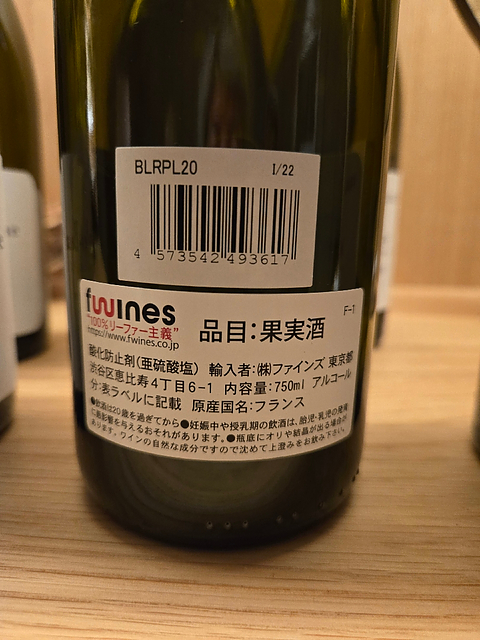 BLRPL20 1/22
4 573542 493617
fwines
"100%リーファー主義"
https://www.fwines.co.jp
F-1
品目:果実酒
酸化防止剤(亜硫酸塩) 輸入者:㈱ファインズ 東京都
渋谷区恵比寿4丁目6-1 内容量:750ml アルコール
分:表ラベルに記載 原産国名:フランス
●飲酒は20歳を過ぎてから●妊娠中や授乳期の飲酒は、胎児・乳児の発育
に悪影響を与えるおそれがあります。●瓶底にオリや結晶が出る場合が
あります。ワインの自然な成分ですので沈めて上澄みをお飲み下さい。